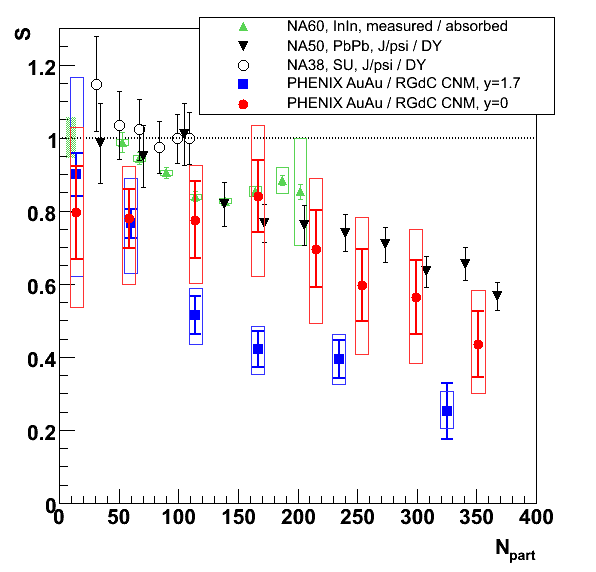 S
NA60, InIn, measured / absorbed
NA50, PbPb, J/psi / DY
NA38, SU, J/psi / DY
PHENIX AuAu / RGdC CNM, y=1.7
PHENIX AuAu / RGdC CNM, y=0
1.2
1
0.8
0.6
0.4
0.2
0
0 50 100 150 200 250 300 350 400
Npart